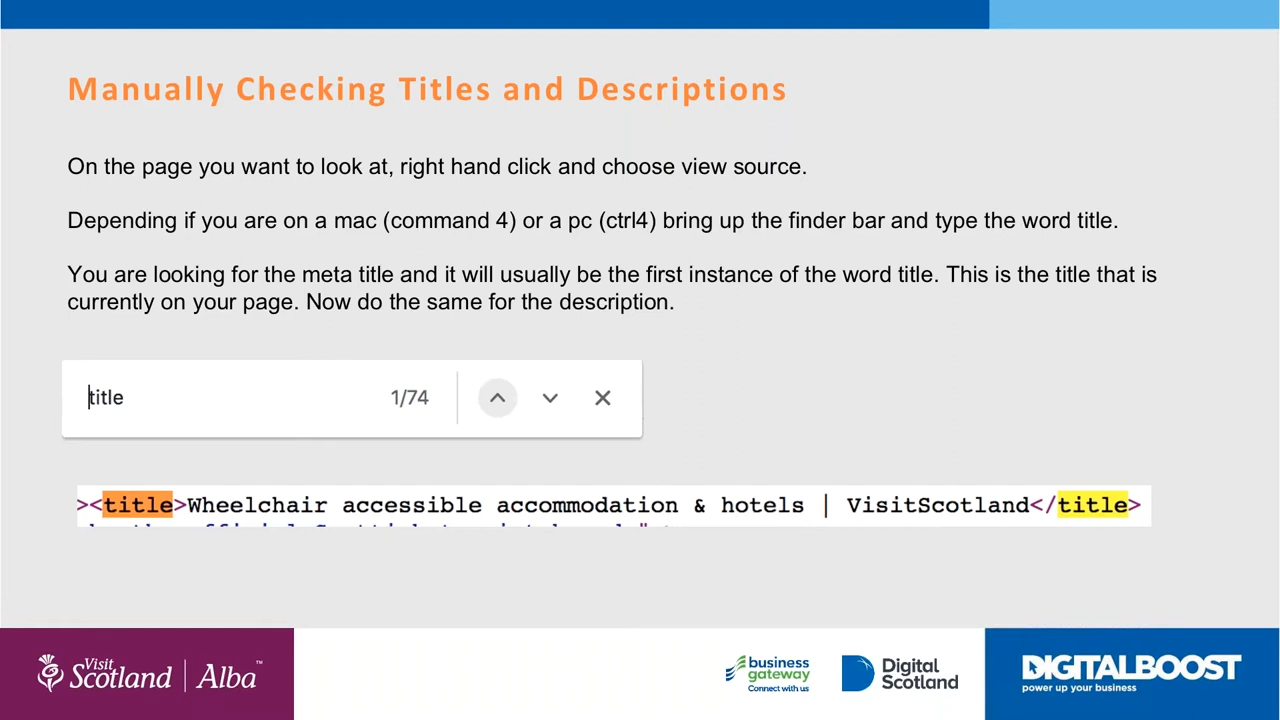 Manually Checking Titles and Descriptions
On the page you want to look at, right hand click and choose view source.
Depending if you are on a mac (command 4) or a pc (ctrl4) bring up the finder bar and type the word title.
You are looking for the meta title and it will usually be the first instance of the word title. This is the title that is
currently on your page. Now do the same for the description.
title 1/74
><title>Wheelchair accessible accommodation & hotels | VisitScotland</title>
Visit
Scotland | Alba™
business
gateway
Connect with us
Digital
Scotland
DIGITALBOOST
power up your business